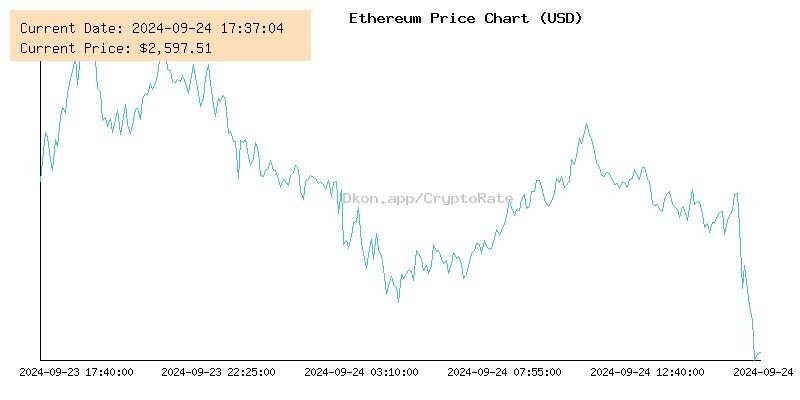 Ethereum Price Chart (USD)
Current Date: 2024-09-24 17:37:04
Current Price: $2,597.51
Dkon.app/CryptoRate
2024-09-23 17:40:00 2024-09-23 22:25:00 2024-09-24 03:10:00 2024-09-24 07:55:00 2024-09-24 12:40:00 2024-09-24